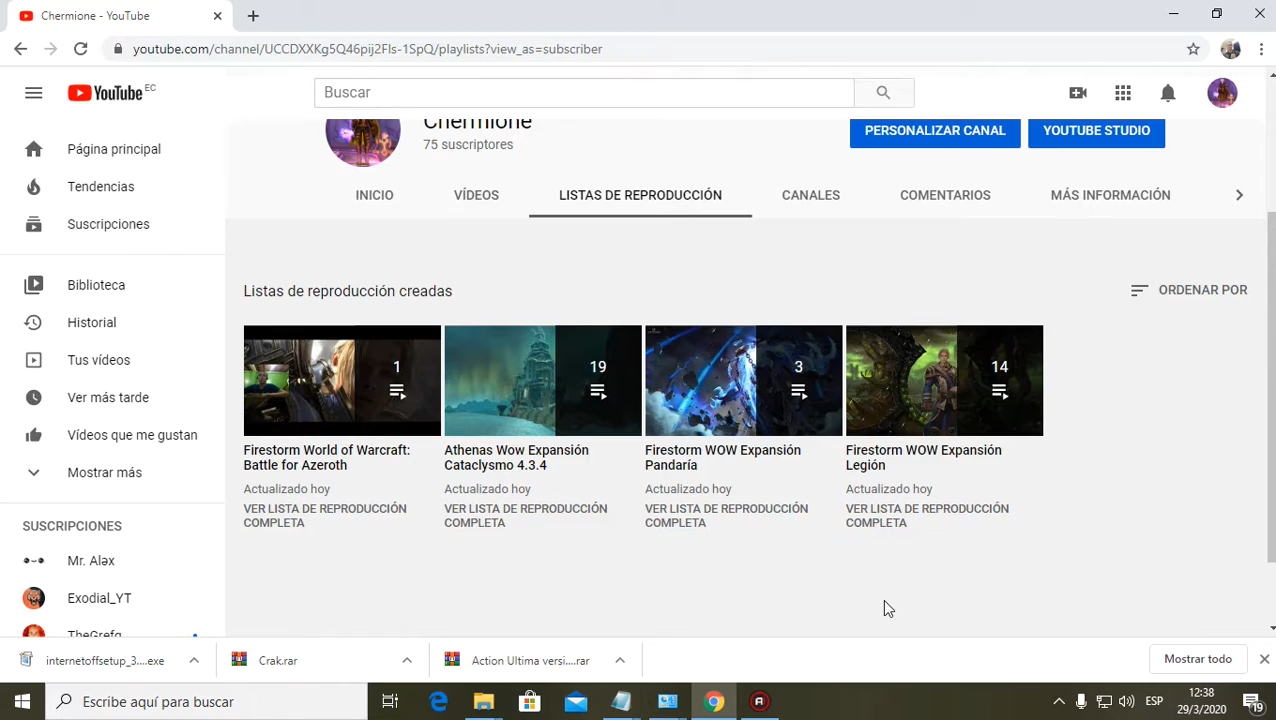 Chermione - YouTube
youtube.com/channel/UCCDXXKg5Q46pij2FIs-1SpQ/playlists?view_as=subscriber
YouTube EC
Buscar
Chermione
75 suscriptores
PERSONALIZAR CANAL
YOUTUBE STUDIO
INICIO
VÍDEOS
LISTAS DE REPRODUCCIÓN
CANALES
COMENTARIOS
MÁS INFORMACIÓN
Página principal
Tendencias
Suscripciones
Biblioteca
Historial
Tus vídeos
Ver más tarde
Vídeos que me gustan
Mostrar más
SUSCRIPCIONES
Mr. Aləx
Exodial_YT
TheGrefg
Listas de reproducción creadas
ORDENAR POR
1
Firestorm World of Warcraft:
Battle for Azeroth
Actualizado hoy
VER LISTA DE REPRODUCCIÓN
COMPLETA
19
Athenas Wow Expansión
Cataclysmo 4.3.4
Actualizado hoy
VER LISTA DE REPRODUCCIÓN
COMPLETA
3
Firestorm WOW Expansión
Pandaría
Actualizado hoy
VER LISTA DE REPRODUCCIÓN
COMPLETA
14
Firestorm WOW Expansión
Legión
Actualizado hoy
VER LISTA DE REPRODUCCIÓN
COMPLETA
internetoffsetup_3....exe
Crak.rar
Action Ultima versi....rar
Mostrar todo
Escribe aquí para buscar
ESP
12:38
29/3/2020
19